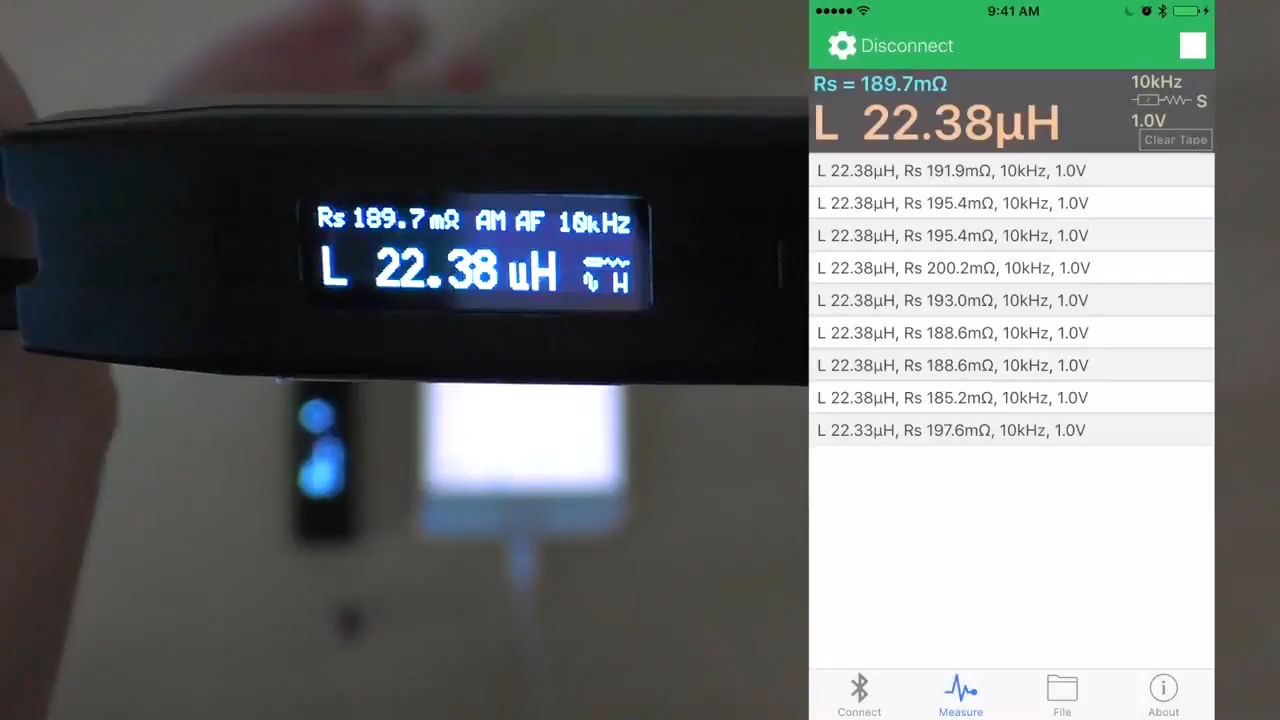 Rs 189.7 mΩ AM AF 10kHz
L 22.38 uH
H
9:41 AM
Disconnect
Rs = 189.7mΩ
10kHz
S
L 22.38µH
1.0V
Clear Tape
L 22.38µH, Rs 191.9mΩ, 10kHz, 1.0V
L 22.38µH, Rs 195.4mΩ, 10kHz, 1.0V
L 22.38µH, Rs 195.4mΩ, 10kHz, 1.0V
L 22.38µH, Rs 200.2mΩ, 10kHz, 1.0V
L 22.38µH, Rs 193.0mΩ, 10kHz, 1.0V
L 22.38µH, Rs 188.6mΩ, 10kHz, 1.0V
L 22.38µH, Rs 188.6mΩ, 10kHz, 1.0V
L 22.38µH, Rs 185.2mΩ, 10kHz, 1.0V
L 22.33µH, Rs 197.6mΩ, 10kHz, 1.0V
Connect
Measure
File
About